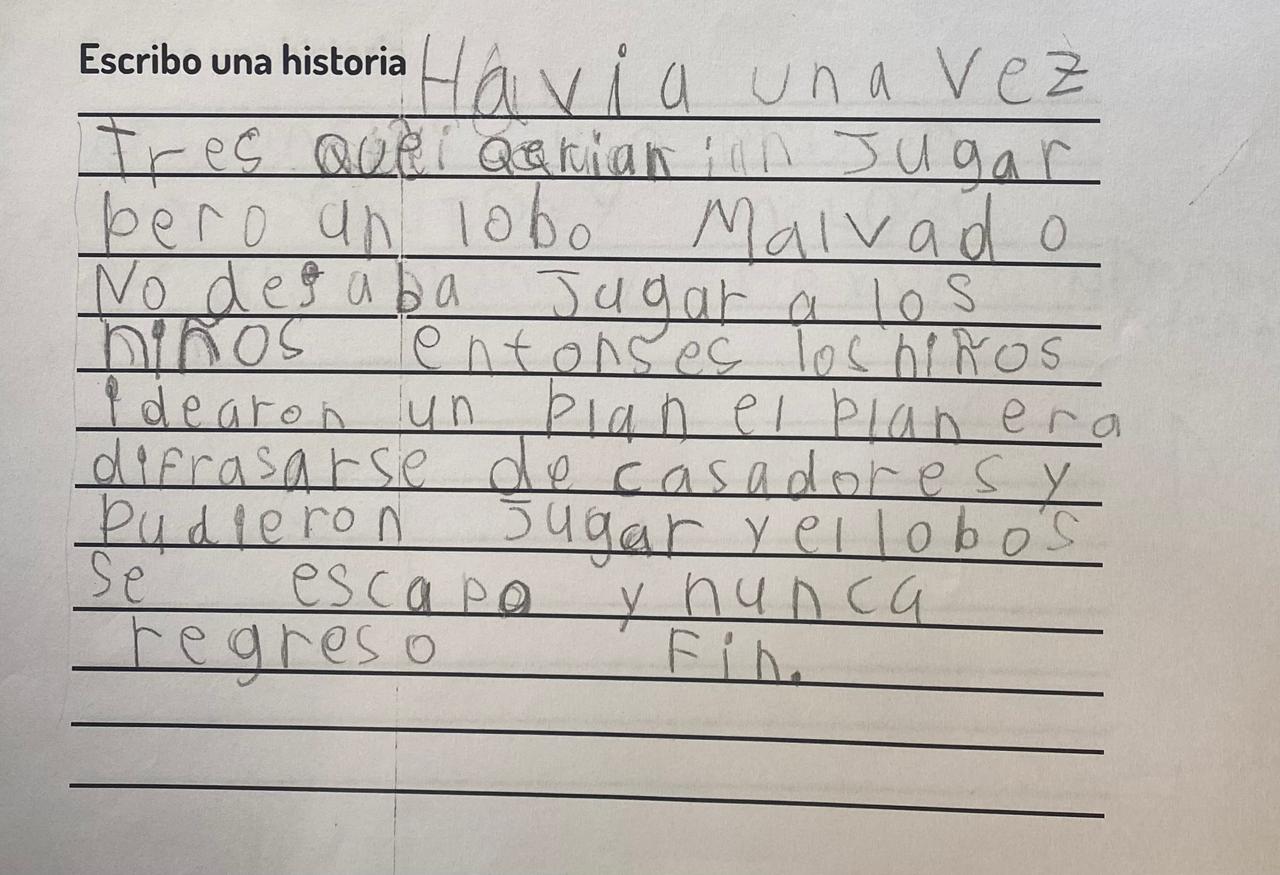 Escribo una historia Havia una vez
tres que querian jugar
pero un lobo Malvado
No desaba jugar a los
niños entonses los niños
idearon un plan el plan era
difrasarse de casadores y
pudieron jugar y el lobos
se escapo y nunca
regreso Fin.